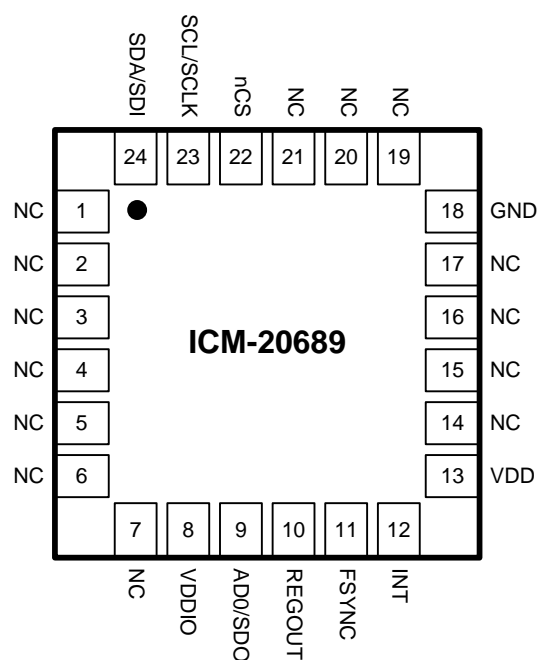 SDA/SDI
SCL/SCLK
nCS
NC
NC
NC
24
23
22
21
20
19
NC 1
18 GND
NC 2
17 NC
NC 3
16 NC
ICM-20689
NC 4
15 NC
NC 5
14 NC
NC 6
13 VDD
7
8
9
10
11
12
NC
VDDIO
AD0/SDO
REGOUT
FSYNC
INT